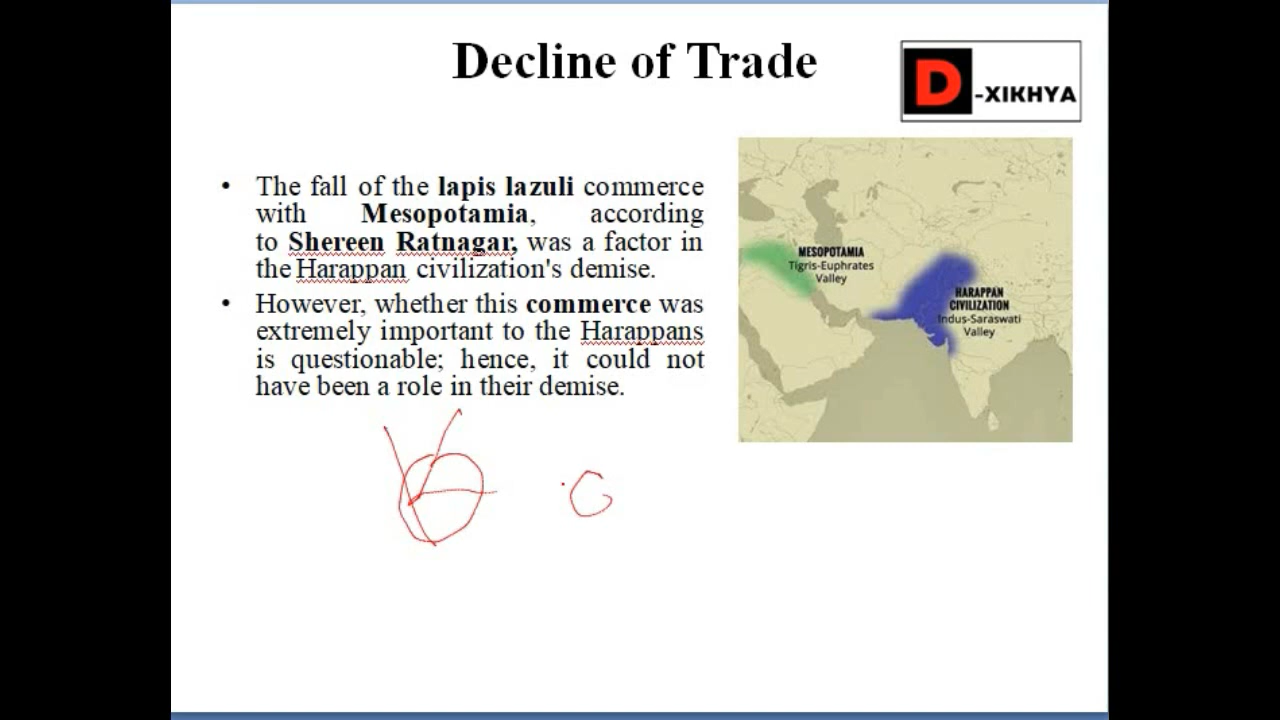 Decline of Trade
D-XIKHYA
• The fall of the lapis lazuli commerce
with Mesopotamia, according
to Shereen Ratnagar, was a factor in
the Harappan civilization's demise.
• However, whether this commerce was
extremely important to the Harappans
is questionable; hence, it could not
have been a role in their demise.
MESOPOTAMIA
Tigris-Euphrates
Valley
HARAPPAN
CIVILIZATION
Indus-Saraswati
Valley